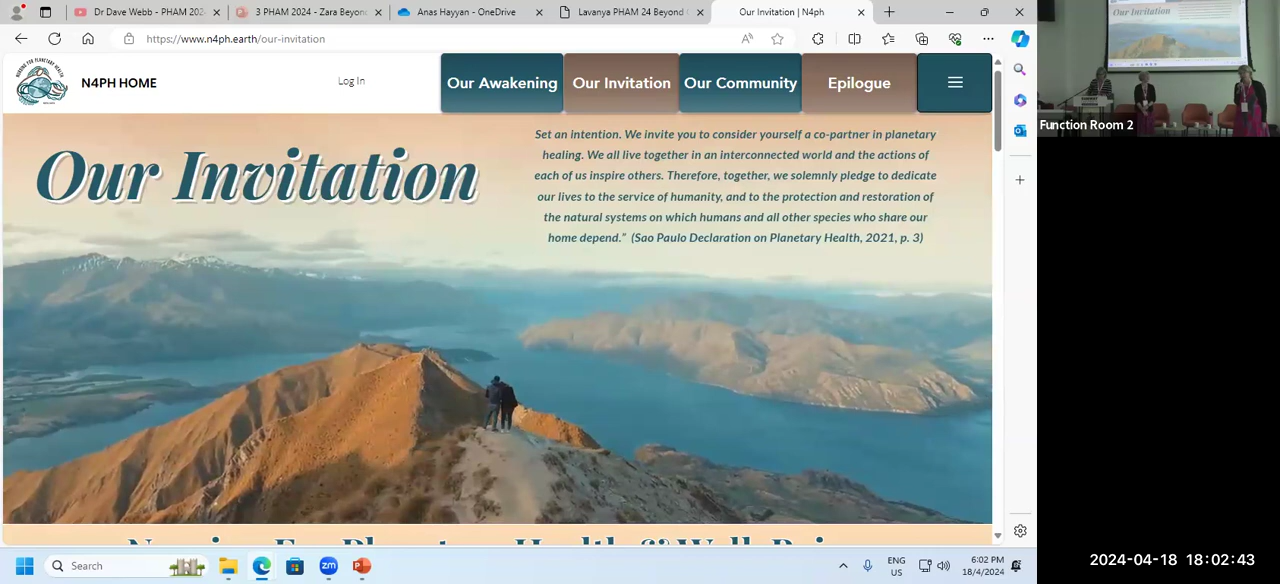 Dr Dave Webb - PHAM 202
3 PHAM 2024 - Zara Beyon
Anas Hayyan - OneDrive
Lavanya PHAM 24 Beyond
Our Invitation | N4ph
https://www.n4ph.earth/our-invitation
N4PH HOME
Log In
Our Awakening
Our Invitation
Our Community
Epilogue
Our Invitation
Set an intention. We invite you to consider yourself a co-partner in planetary
healing. We all live together in an interconnected world and the actions of
each of us inspire others. Therefore, together, we solemnly pledge to dedicate
our lives to the service of humanity, and to the protection and restoration of
the natural systems on which humans and all other species who share our
home depend." (Sao Paulo Declaration on Planetary Health, 2021, p. 3)
Search
ENG
US
6:02 PM
18/4/2024
Our Invitation
Function Room 2
2024-04-18 18:02:43